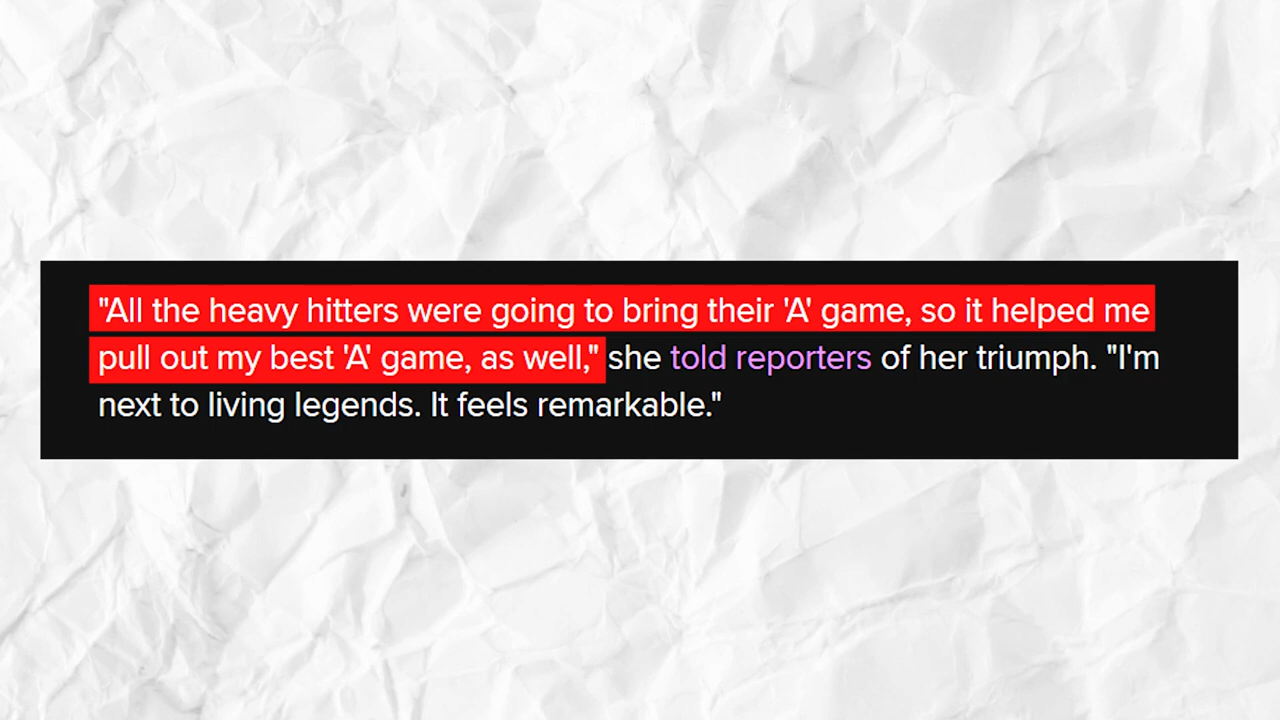 "All the heavy hitters were going to bring their 'A' game, so it helped me
pull out my best 'A' game, as well," she told reporters of her triumph. "I'm
next to living legends. It feels remarkable."